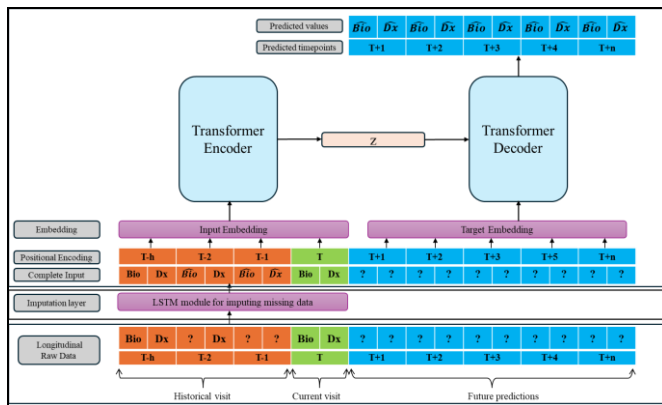 Predicted values B̂io D̂x B̂io D̂x B̂io D̂x B̂io D̂x B̂io D̂x
Predicted timepoints T+1 T+2 T+3 T+4 T+n
Transformer
Encoder
Z
Transformer
Decoder
Embedding Input Embedding Target Embedding
Positional Encoding T-h T-2 T-1 T T+1 T+2 T+3 T+5 T+n
Complete Input Bio Dx B̂io Dx B̂io D̂x Bio Dx ? ? ? ? ? ? ? ? ? ?
Imputation layer LSTM module for imputing missing data
Longitudinal
Raw Data
Bio Dx ? Dx ? ? Bio Dx ? ? ? ? ? ? ? ? ? ?
T-h T-2 T-1 T T+1 T+2 T+3 T+4 T+n
Historical visit Current visit Future predictions